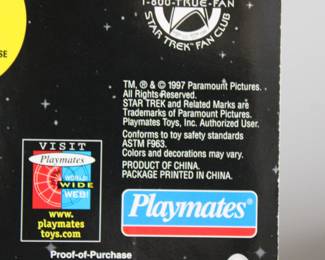 1-800-TRUE-FAN
STAR TREK FAN CLUB
SE
TM, ® & © 1997 Paramount Pictures.
All Rights Reserved.
STAR TREK and Related Marks are
Trademarks of Paramount Pictures.
Playmates Toys, Inc. Authorized User.
Conforms to toy safety standards
ASTM F963.
Colors and decorations may vary.
PRODUCT OF CHINA.
PACKAGE PRINTED IN CHINA.
VISIT
Playmates
WORLD
WIDE
WEB!
www.
playmates
toys.com
Playmates®
Proof-of-Purchase